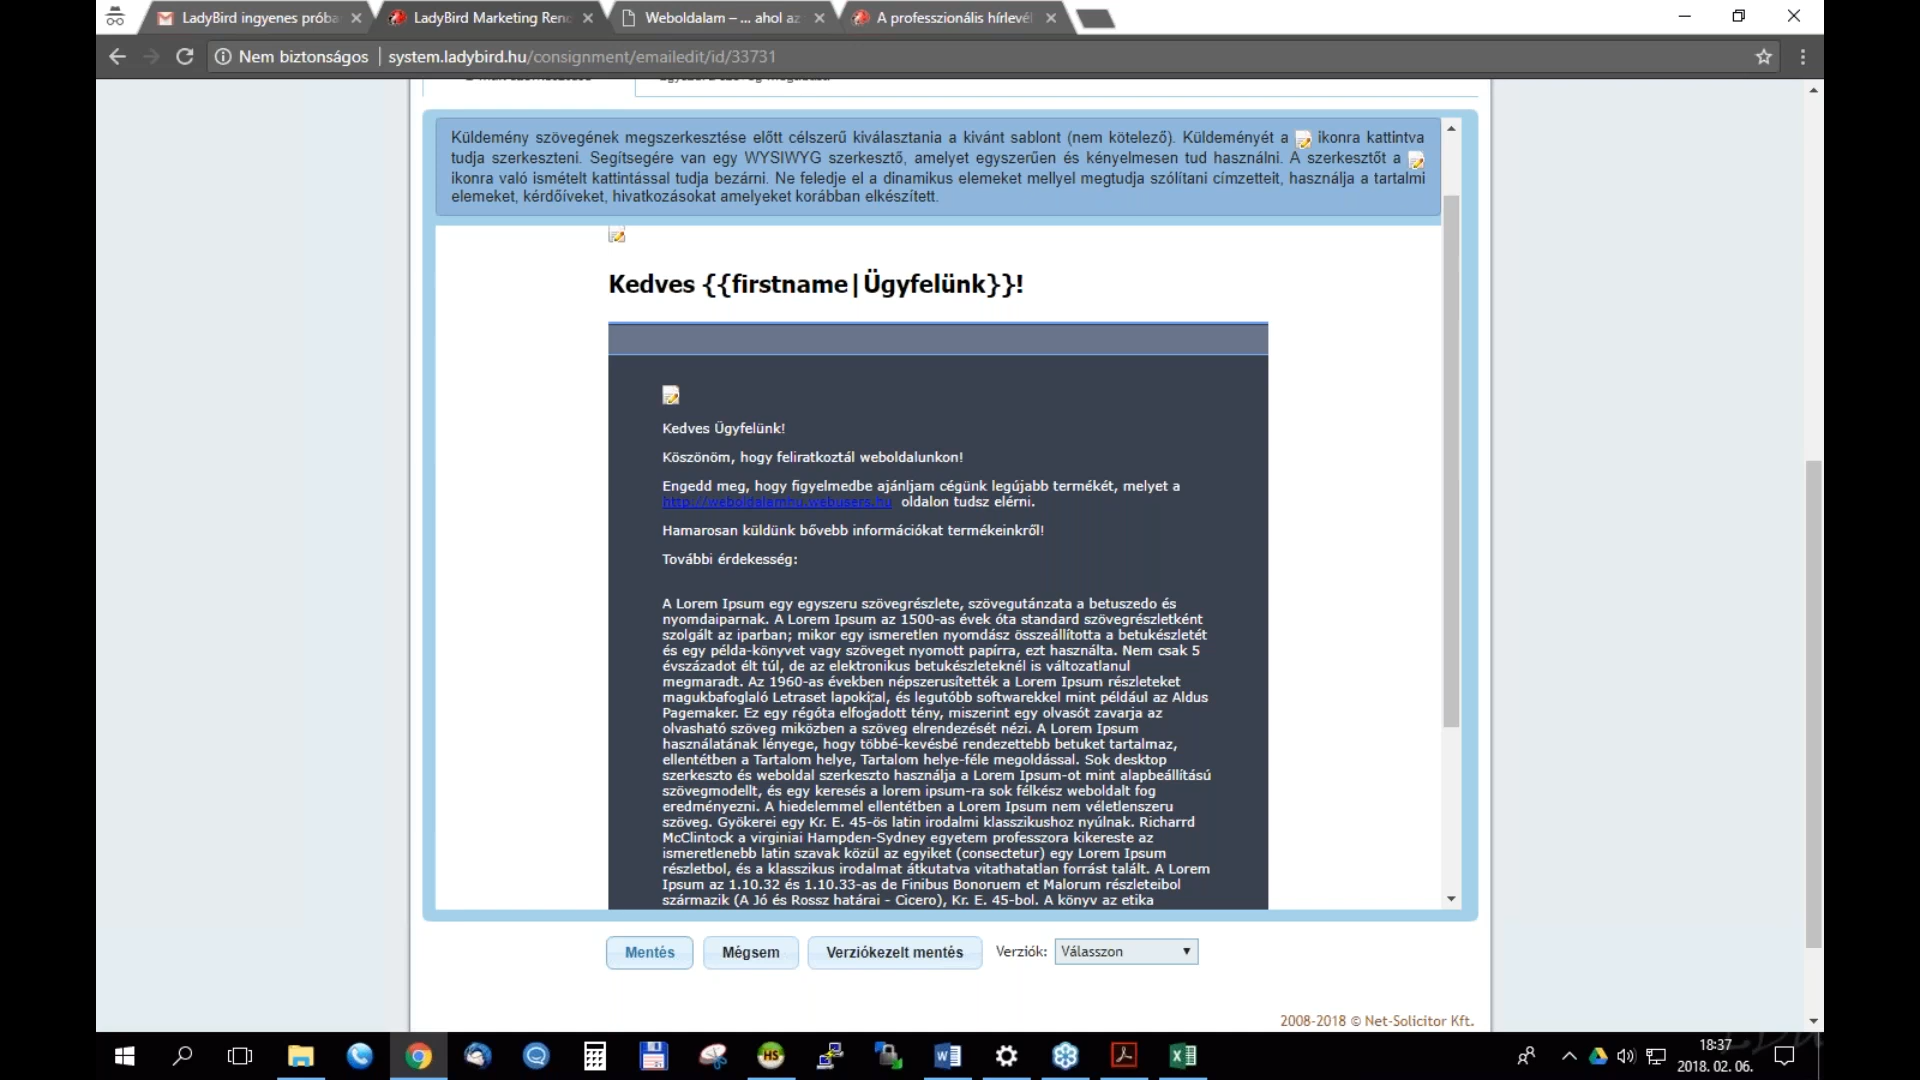 LadyBird ingyenes próba
LadyBird Marketing Rend
Weboldalam – ... ahol az
A professzionális hírlevél
Nem biztonságos | system.ladybird.hu/consignment/emailedit/id/33731
Küldemény szövegének megszerkesztése előtt célszerű kiválasztania a kivánt sablont (nem kötelező). Küldeményét a ikonra kattintva
tudja szerkeszteni. Segítsegére van egy WYSIWYG szerkesztő, amelyet egyszerűen és kényelmesen tud használni. A szerkesztőt a
ikonra való ismételt kattintással tudja bezárni. Ne feledje el a dinamikus elemeket mellyel megtudja szólítani címzetteit, használja a tartalmi
elemeket, kérdőíveket, hivatkozásokat amelyeket korábban elkészített.
Kedves {{firstname|Ügyfelünk}}!
Kedves Ügyfelünk!
Köszönöm, hogy feliratkoztál weboldalunkon!
Engedd meg, hogy figyelmedbe ajánljam cégünk legújabb termékét, melyet a
http://weboldalamhu.webusers.hu oldalon tudsz elérni.
Hamarosan küldünk bővebb információkat termékeinkről!
További érdekesség:
A Lorem Ipsum egy egyszeru szövegrészlete, szövegutánzata a betuszedo és
nyomdaiparnak. A Lorem Ipsum az 1500-as évek óta standard szövegrészletként
szolgált az iparban; mikor egy ismeretlen nyomdász összeállította a betukészletét
és egy példa-könyvet vagy szöveget nyomott papírra, ezt használta. Nem csak 5
évszázadot élt túl, de az elektronikus betukészleteknél is változatlanul
megmaradt. Az 1960-as években népszerusítették a Lorem Ipsum részleteket
magukbafoglaló Letraset lapokkal, és legutóbb softwarekkel mint például az Aldus
Pagemaker. Ez egy régóta elfogadott tény, miszerint egy olvasót zavarja az
olvasható szöveg miközben a szöveg elrendezését nézi. A Lorem Ipsum
használatának lényege, hogy többé-kevésbé rendezettebb betuket tartalmaz,
ellentétben a Tartalom helye, Tartalom helye-féle megoldással. Sok desktop
szerkeszto és weboldal szerkeszto használja a Lorem Ipsum-ot mint alapbeállítású
szövegmodellt, és egy keresés a lorem ipsum-ra sok félkész weboldalt fog
eredményezni. A hiedelemmel ellentétben a Lorem Ipsum nem véletlenszeru
szöveg. Gyökerei egy Kr. E. 45-ös latin irodalmi klasszikushoz nyúlnak. Richarrd
McClintock a virginiai Hampden-Sydney egyetem professzora kikereste az
ismeretlenebb latin szavak közül az egyiket (consectetur) egy Lorem Ipsum
részletbol, és a klasszikus irodalmat átkutatva vitathatatlan forrást talált. A Lorem
Ipsum az 1.10.32 és 1.10.33-as de Finibus Bonoruem et Malorum részleteibol
származik (A Jó és Rossz határai - Cicero), Kr. E. 45-bol. A könyv az etika
Mentés
Mégsem
Verziókezelt mentés
Verziók:
Válasszon
2008-2018 © Net-Solicitor Kft.
HS
18:37
2018. 02. 06.